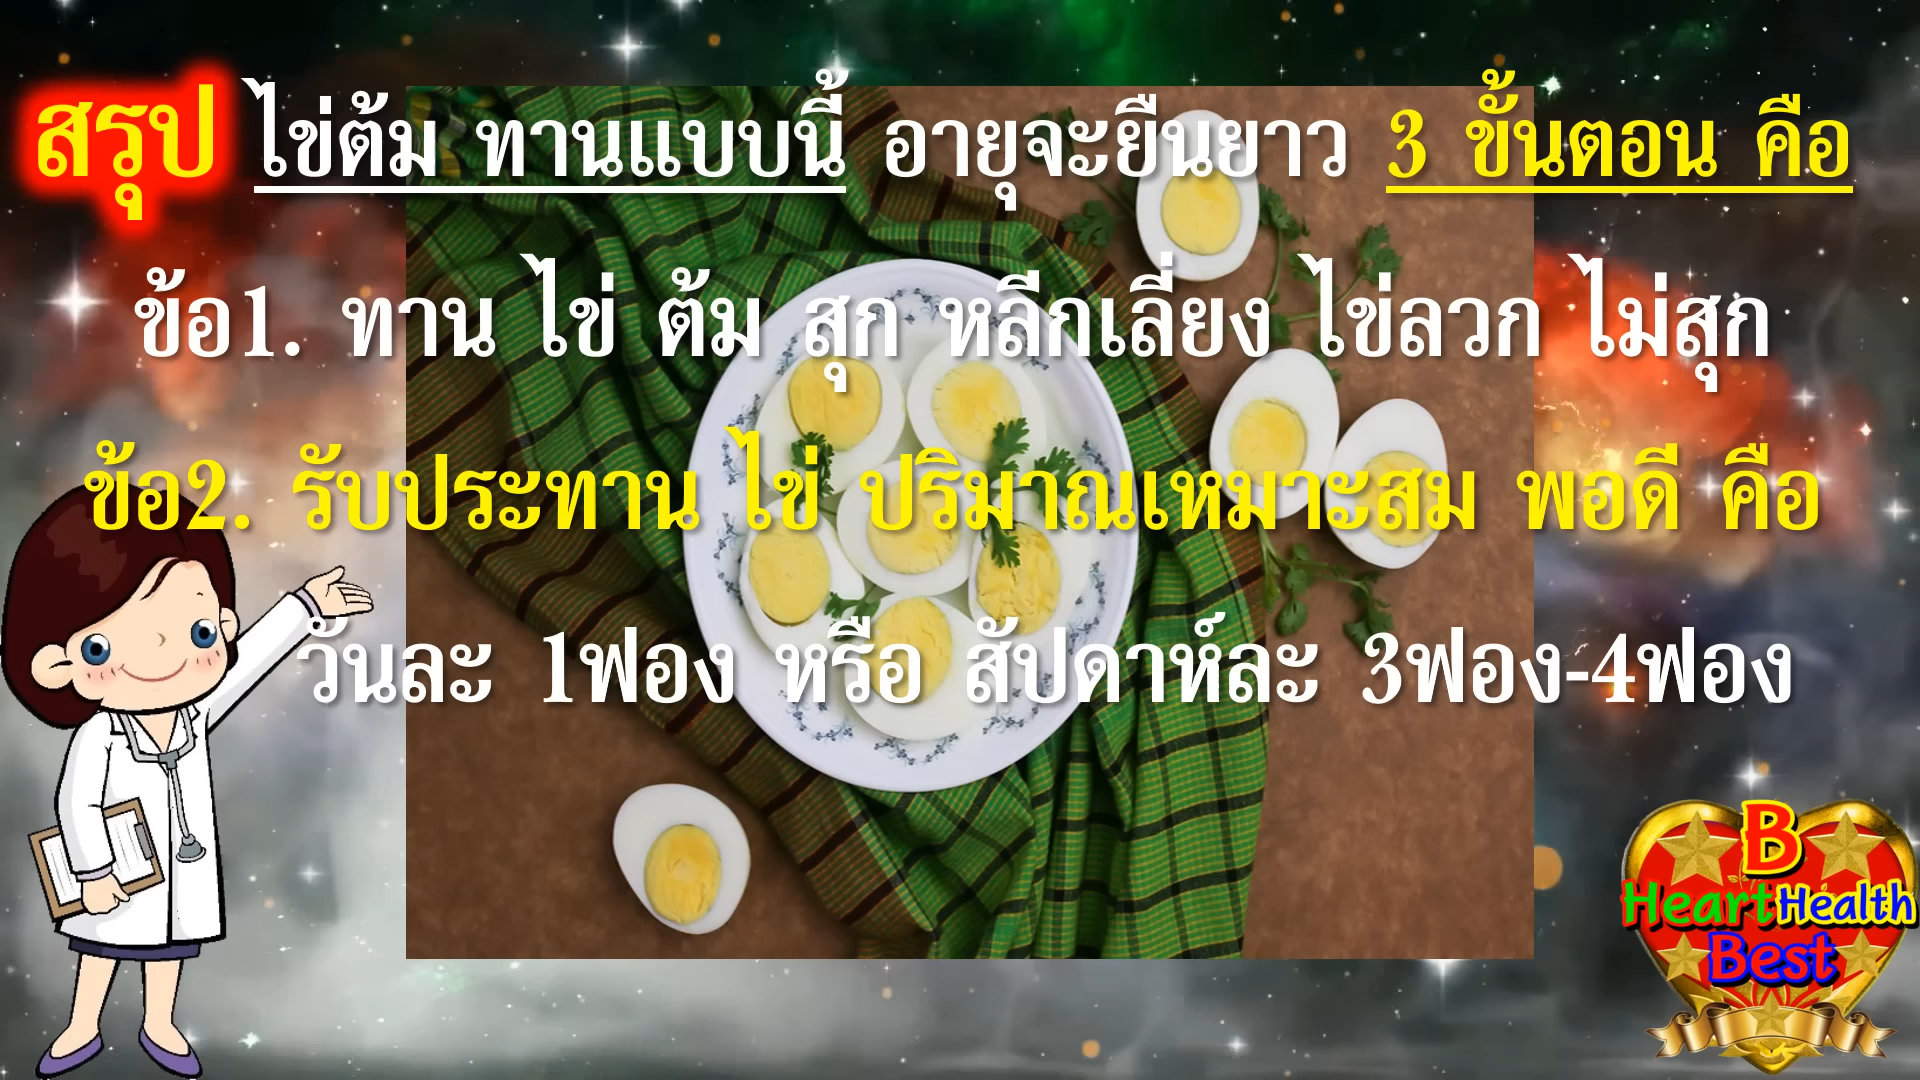 สรุป ไข่ต้ม ทานแบบนี้ อายุจะยืนยาว 3 ขั้นตอน คือ
ข้อ1. ทาน ไข่ ต้ม สุก หลีกเลี่ยง ไข่ลวก ไม่สุก
ข้อ2. รับประทาน ไข่ ปริมาณเหมาะสม พอดี คือ
วันละ 1ฟอง หรือ สัปดาห์ละ 3ฟอง-4ฟอง
B
HeartHealth
Best